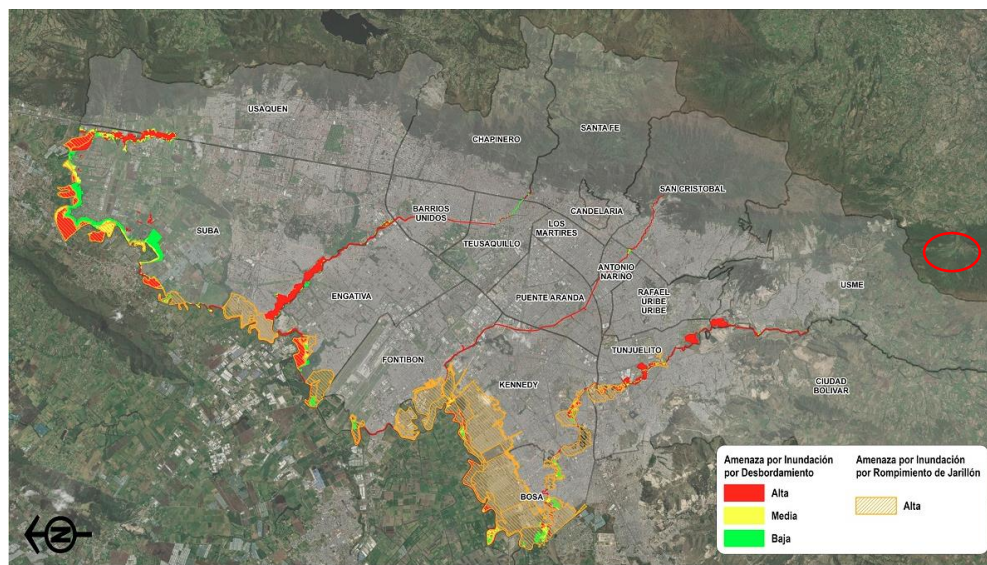 USAQUEN
CHAPINERO
SANTA FE
SAN CRISTOBAL
CANDELARIA
BARRIOS
UNIDOS
LOS
MARTIRES
SUBA
TEUSAQUILLO
ANTONIO
NARIÑO
USME
ENGATIVA
PUENTE ARANDA
RAFAEL
URIBE
URIBE
FONTIBON
TUNJUELITO
KENNEDY
CIUDAD
BOLIVAR
BOSA
N
Amenaza por Inundación
por Desbordamiento
Alta
Media
Baja
Amenaza por Inundación
por Rompimiento de Jarillón
Alta